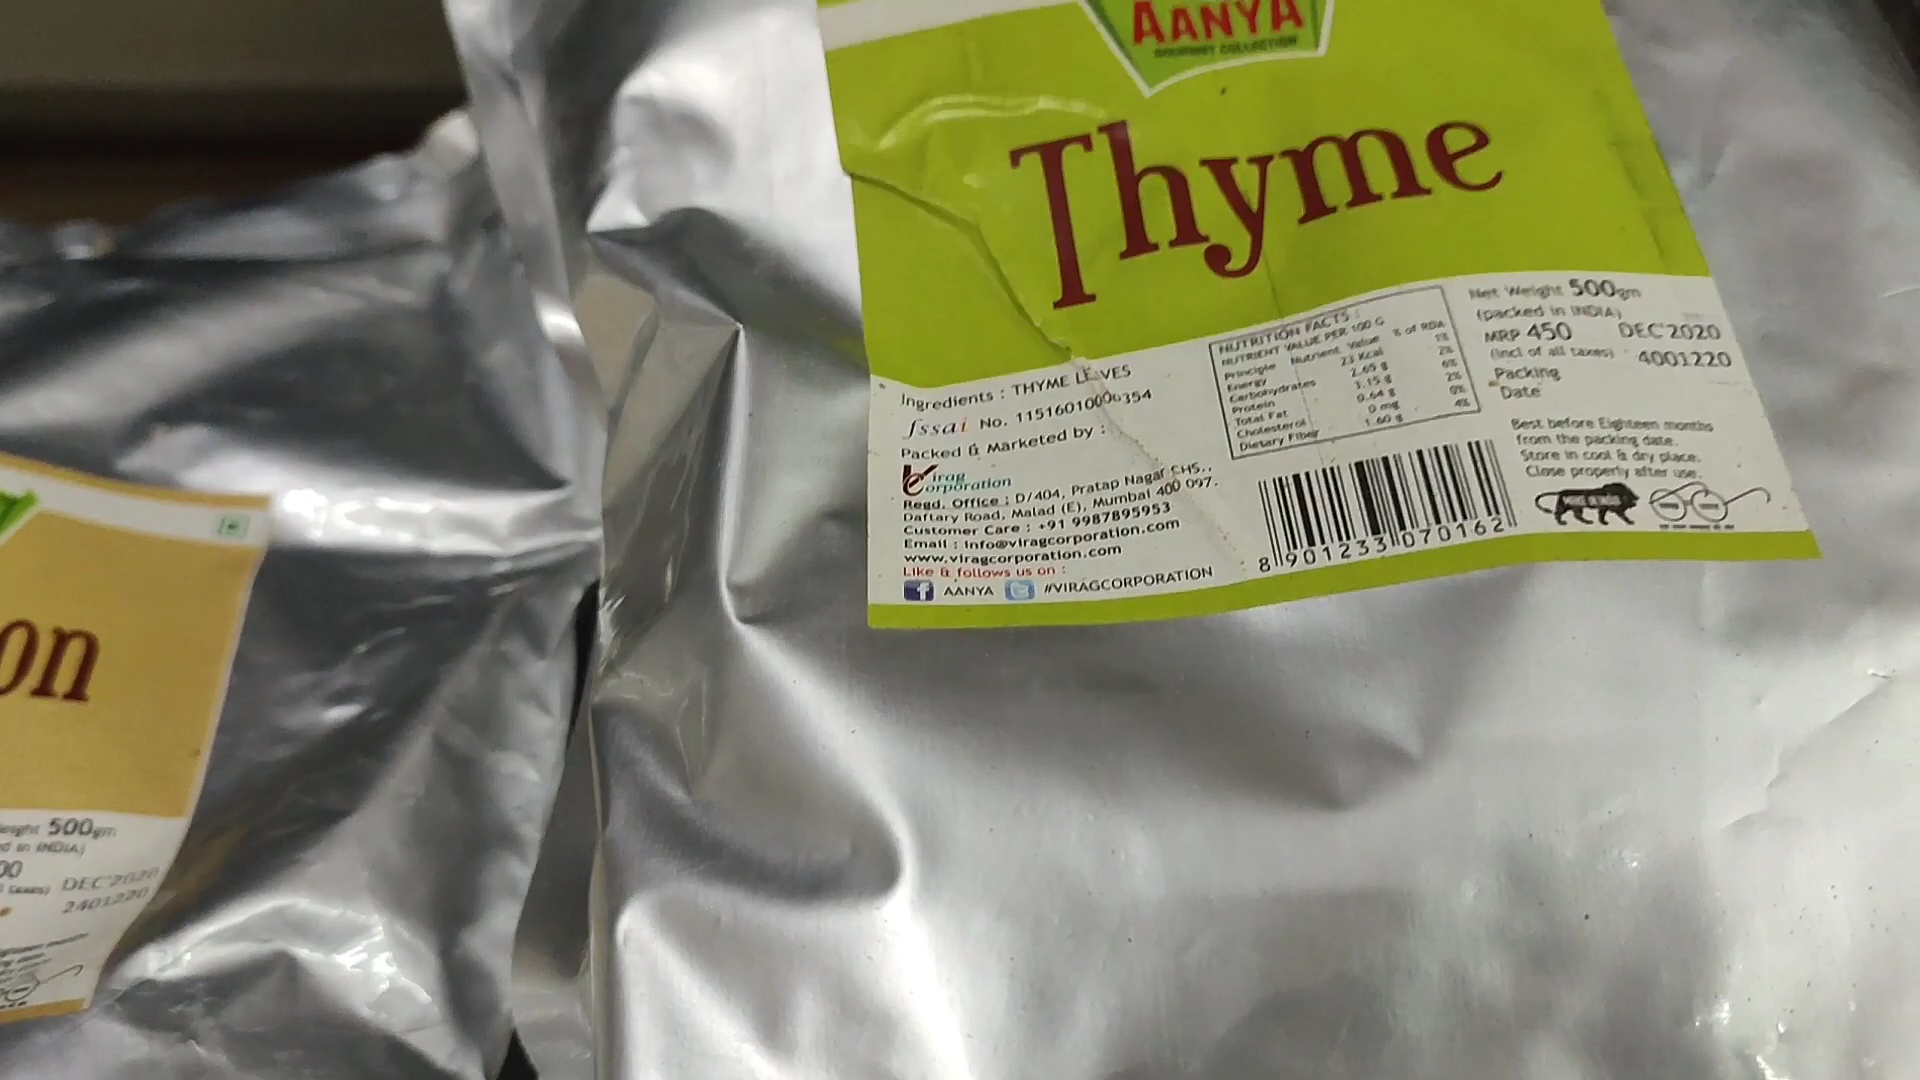 AANYA
GOURMET COLLECTION
Thyme
Ingredients : THYME LEAVES
fssai No. 11516010000354
Packed & Marketed by :
Virag
Corporation
Regd. Office : D/404, Pratap Nagar CHS.,
Daftary Road, Malad (E), Mumbai 400 097.
Customer Care : +91 9987895953
Email : info@viragcorporation.com
www.viragcorporation.com
Like & follows us on :
AANYA #VIRAGCORPORATION
NUTRITION FACTS :
NUTRIENT VALUE PER 100 G
Principle Nutrient Value % of RDA
Energy 23 Kcal 1%
Carbohydrates 2.65 g 2%
Protein 1.15 g 6%
Total Fat 0.64 g 2%
Cholesterol 0 mg 0%
Dietary Fiber 1.60 g 4%
8 901233 070162
Net Weight 500gm
(packed in INDIA)
MRP 450 DEC'2020
(incl of all taxes) 4001220
Packing
Date
Best before Eighteen months
from the packing date.
Store in cool & dry place.
Close properly after use.
on
500gm
in INDIA)
00
taxes) DEC'2020
2401220